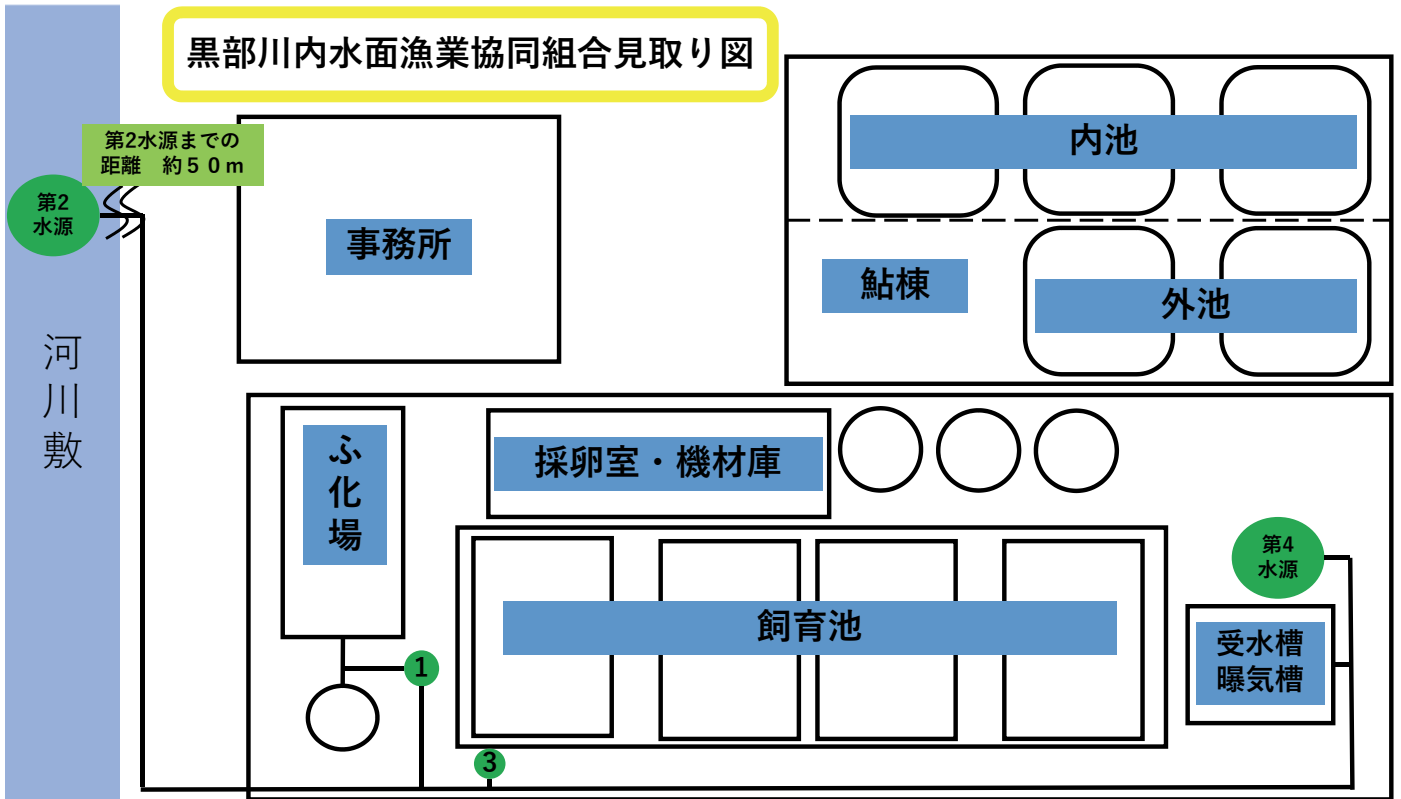 黒部川内水面漁業協同組合見取り図
第2水源までの
距離　約５０ｍ
第2
水源
河川敷
事務所
内池
鮎棟
外池
ふ化場
採卵室・機材庫
第4
水源
飼育池
受水槽
曝気槽
1
3